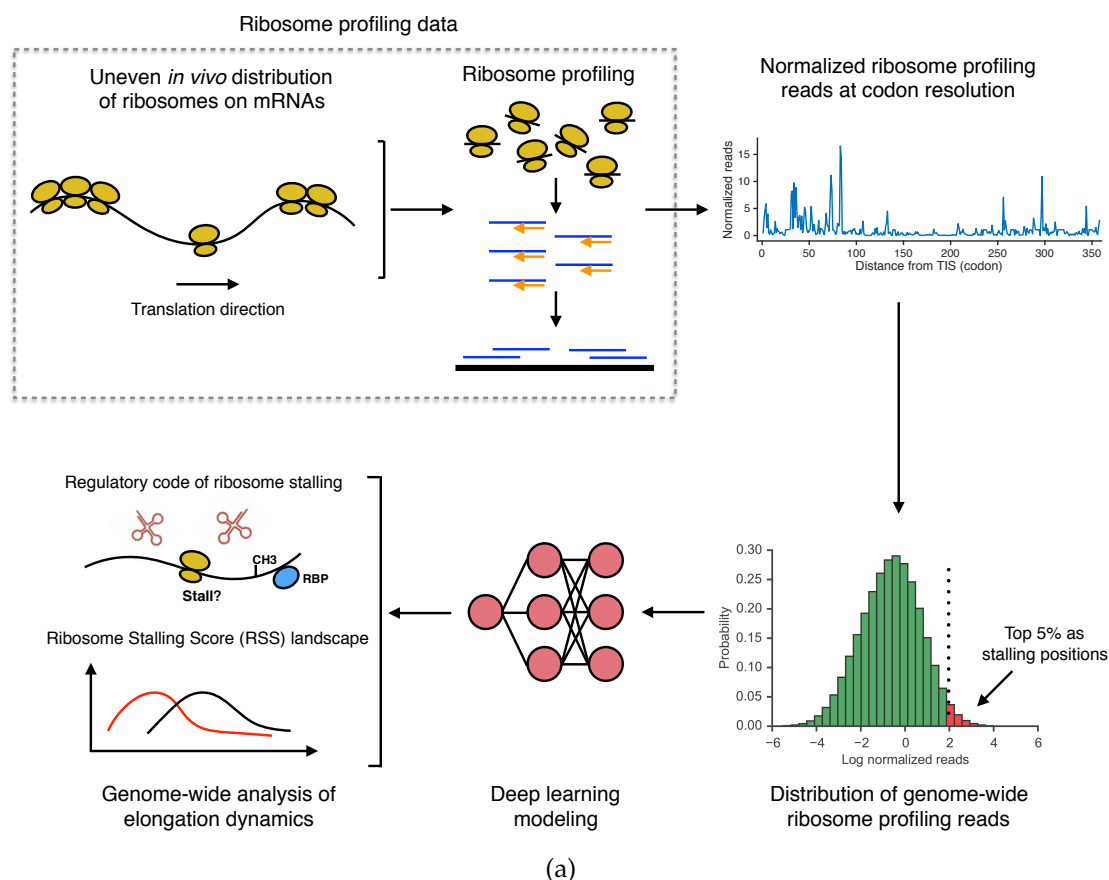 Ribosome profiling data
Uneven in vivo distribution
of ribosomes on mRNAs
Translation direction
Ribosome profiling
Normalized ribosome profiling
reads at codon resolution
Normalized reads
15
10
5
0
0 50 100 150 200 250 300 350
Distance from TIS (codon)
Regulatory code of ribosome stalling
CH3
RBP
Stall?
Ribosome Stalling Score (RSS) landscape
Genome-wide analysis of
elongation dynamics
Deep learning
modeling
Probability
0.30
0.25
0.20
0.15
0.10
0.05
0.00
−6 −4 −2 0 2 4 6
Log normalized reads
Top 5% as
stalling positions
Distribution of genome-wide
ribosome profiling reads
(a)